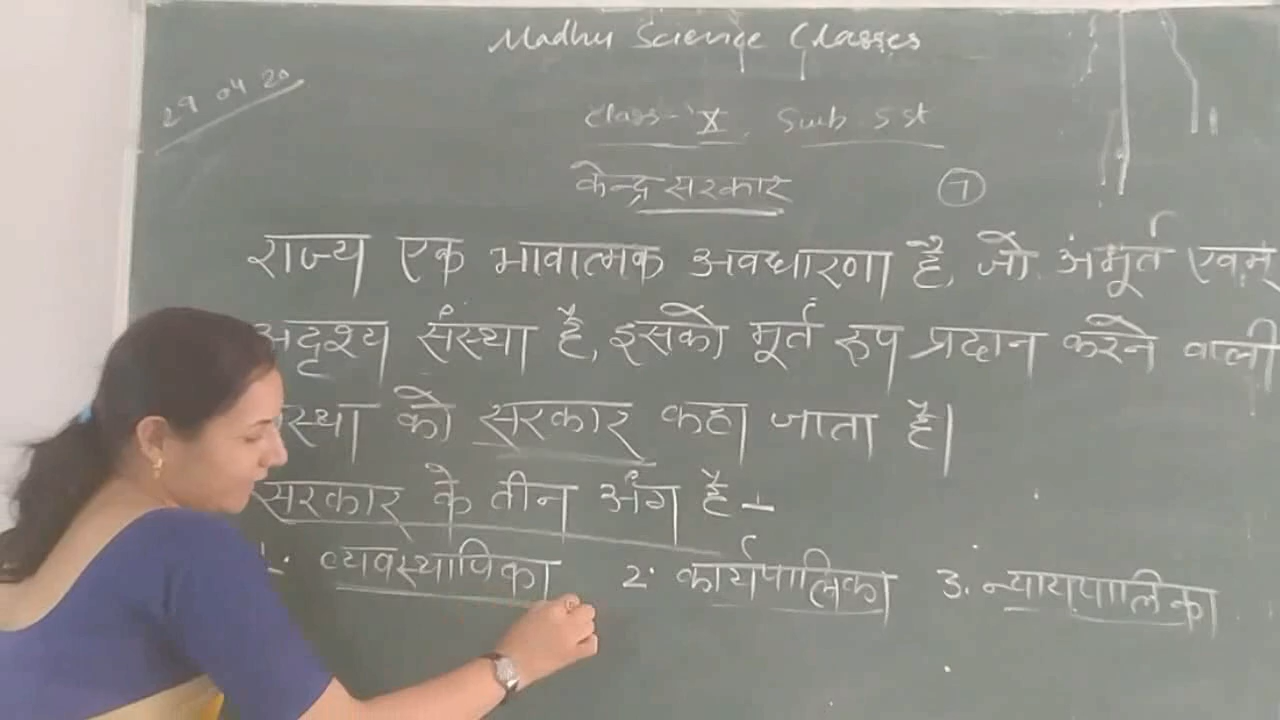 Madhu Science Classes
29 04 20
Class-X Sub SSt
केन्द्र सरकार 7
राज्य एक भावात्मक अवधारणा है, जो अमूर्त एवम्
अदृश्य संस्था है, इसको मूर्त रूप प्रदान करने वाली
स्था को सरकार कहा जाता है।
सरकार के तीन अंग है -
1. व्यवस्थापिका 2. कार्यपालिका 3. न्यायपालिका